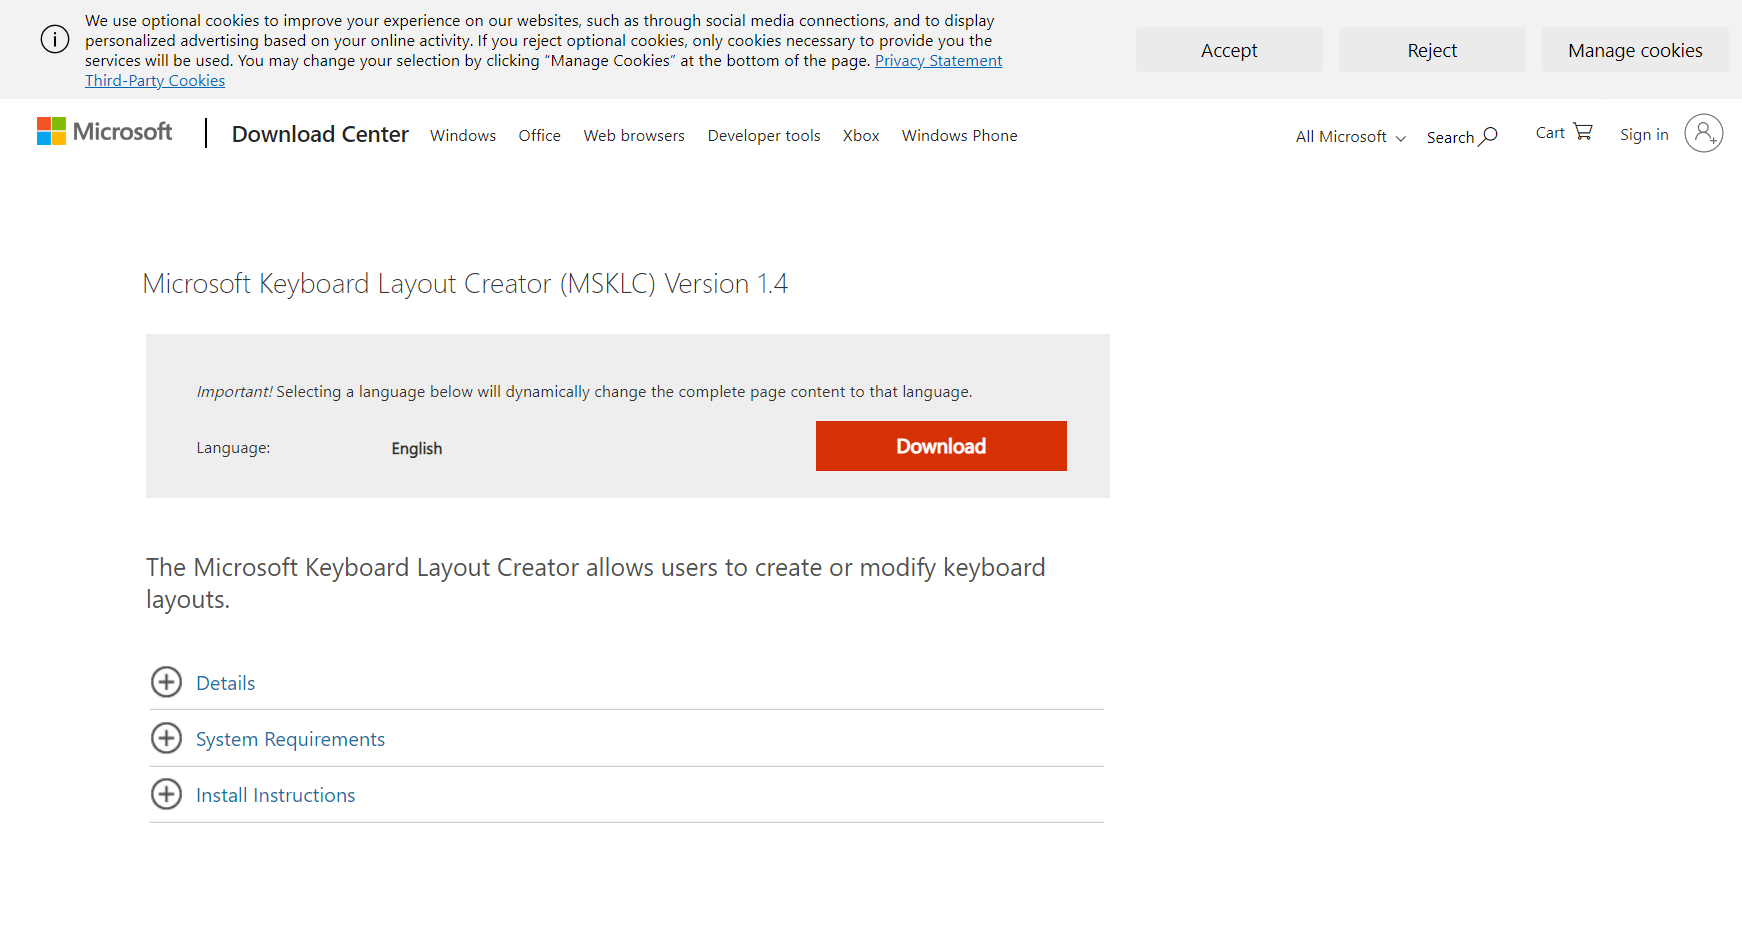 We use optional cookies to improve your experience on our websites, such as through social media connections, and to display
personalized advertising based on your online activity. If you reject optional cookies, only cookies necessary to provide you the
services will be used. You may change your selection by clicking “Manage Cookies” at the bottom of the page. Privacy Statement
Third-Party Cookies
Accept
Reject
Manage cookies
Microsoft
Download Center
Windows
Office
Web browsers
Developer tools
Xbox
Windows Phone
All Microsoft
Search
Cart
Sign in
Microsoft Keyboard Layout Creator (MSKLC) Version 1.4
Important! Selecting a language below will dynamically change the complete page content to that language.
Language:
English
Download
The Microsoft Keyboard Layout Creator allows users to create or modify keyboard
layouts.
Details
System Requirements
Install Instructions